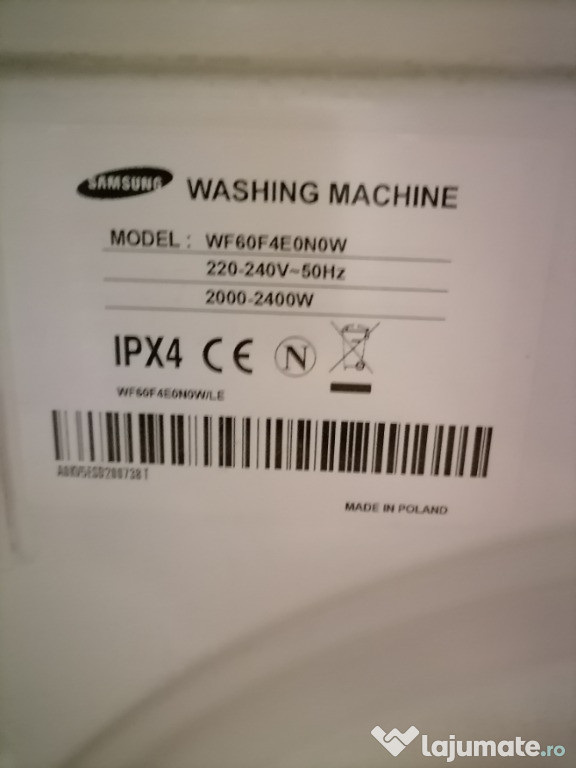 SAMSUNG WASHING MACHINE
MODEL : WF60F4E0N0W
220-240V~50Hz
2000-2400W
IPX4 CE N
WF60F4E0N0W/LE
MADE IN POLAND
lajumate.ro